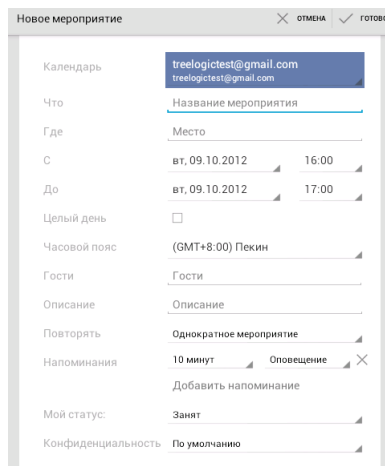 Новое мероприятие ОТМЕНА ГОТОВО
Календарь treelogictest@gmail.com
treelogictest@gmail.com
Что Название мероприятия
Где Место
С вт, 09.10.2012 16:00
До вт, 09.10.2012 17:00
Целый день
Часовой пояс (GMT+8:00) Пекин
Гости Гости
Описание Описание
Повторять Однократное мероприятие
Напоминания 10 минут Оповещение
Добавить напоминание
Мой статус: Занят
Конфиденциальность По умолчанию